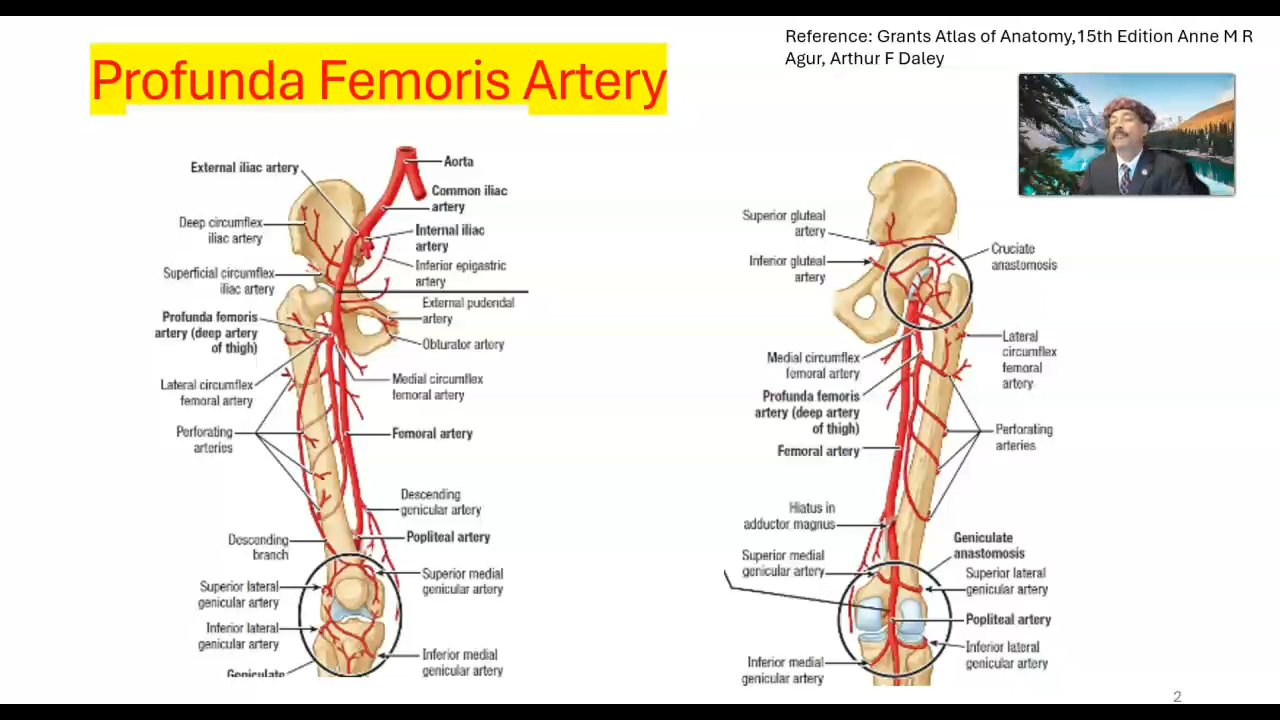 Reference: Grants Atlas of Anatomy,15th Edition Anne M R
Agur, Arthur F Daley
Profunda Femoris Artery
External iliac artery
Aorta
Common iliac
artery
Deep circumflex
iliac artery
Internal iliac
artery
Superficial circumflex
iliac artery
Inferior epigastric
artery
External pudendal
artery
Profunda femoris
artery (deep artery
of thigh)
Obturator artery
Lateral circumflex
femoral artery
Medial circumflex
femoral artery
Perforating
arteries
Femoral artery
Descending
genicular artery
Descending
branch
Popliteal artery
Superior lateral
genicular artery
Superior medial
genicular artery
Inferior lateral
genicular artery
Inferior medial
genicular artery
Geniculate
Superior gluteal
artery
Inferior gluteal
artery
Cruciate
anastomosis
Medial circumflex
femoral artery
Lateral
circumflex
femoral
artery
Profunda femoris
artery (deep artery
of thigh)
Femoral artery
Perforating
arteries
Hiatus in
adductor magnus
Geniculate
anastomosis
Superior medial
genicular artery
Superior lateral
genicular artery
Popliteal artery
Inferior medial
genicular artery
Inferior lateral
genicular artery
2